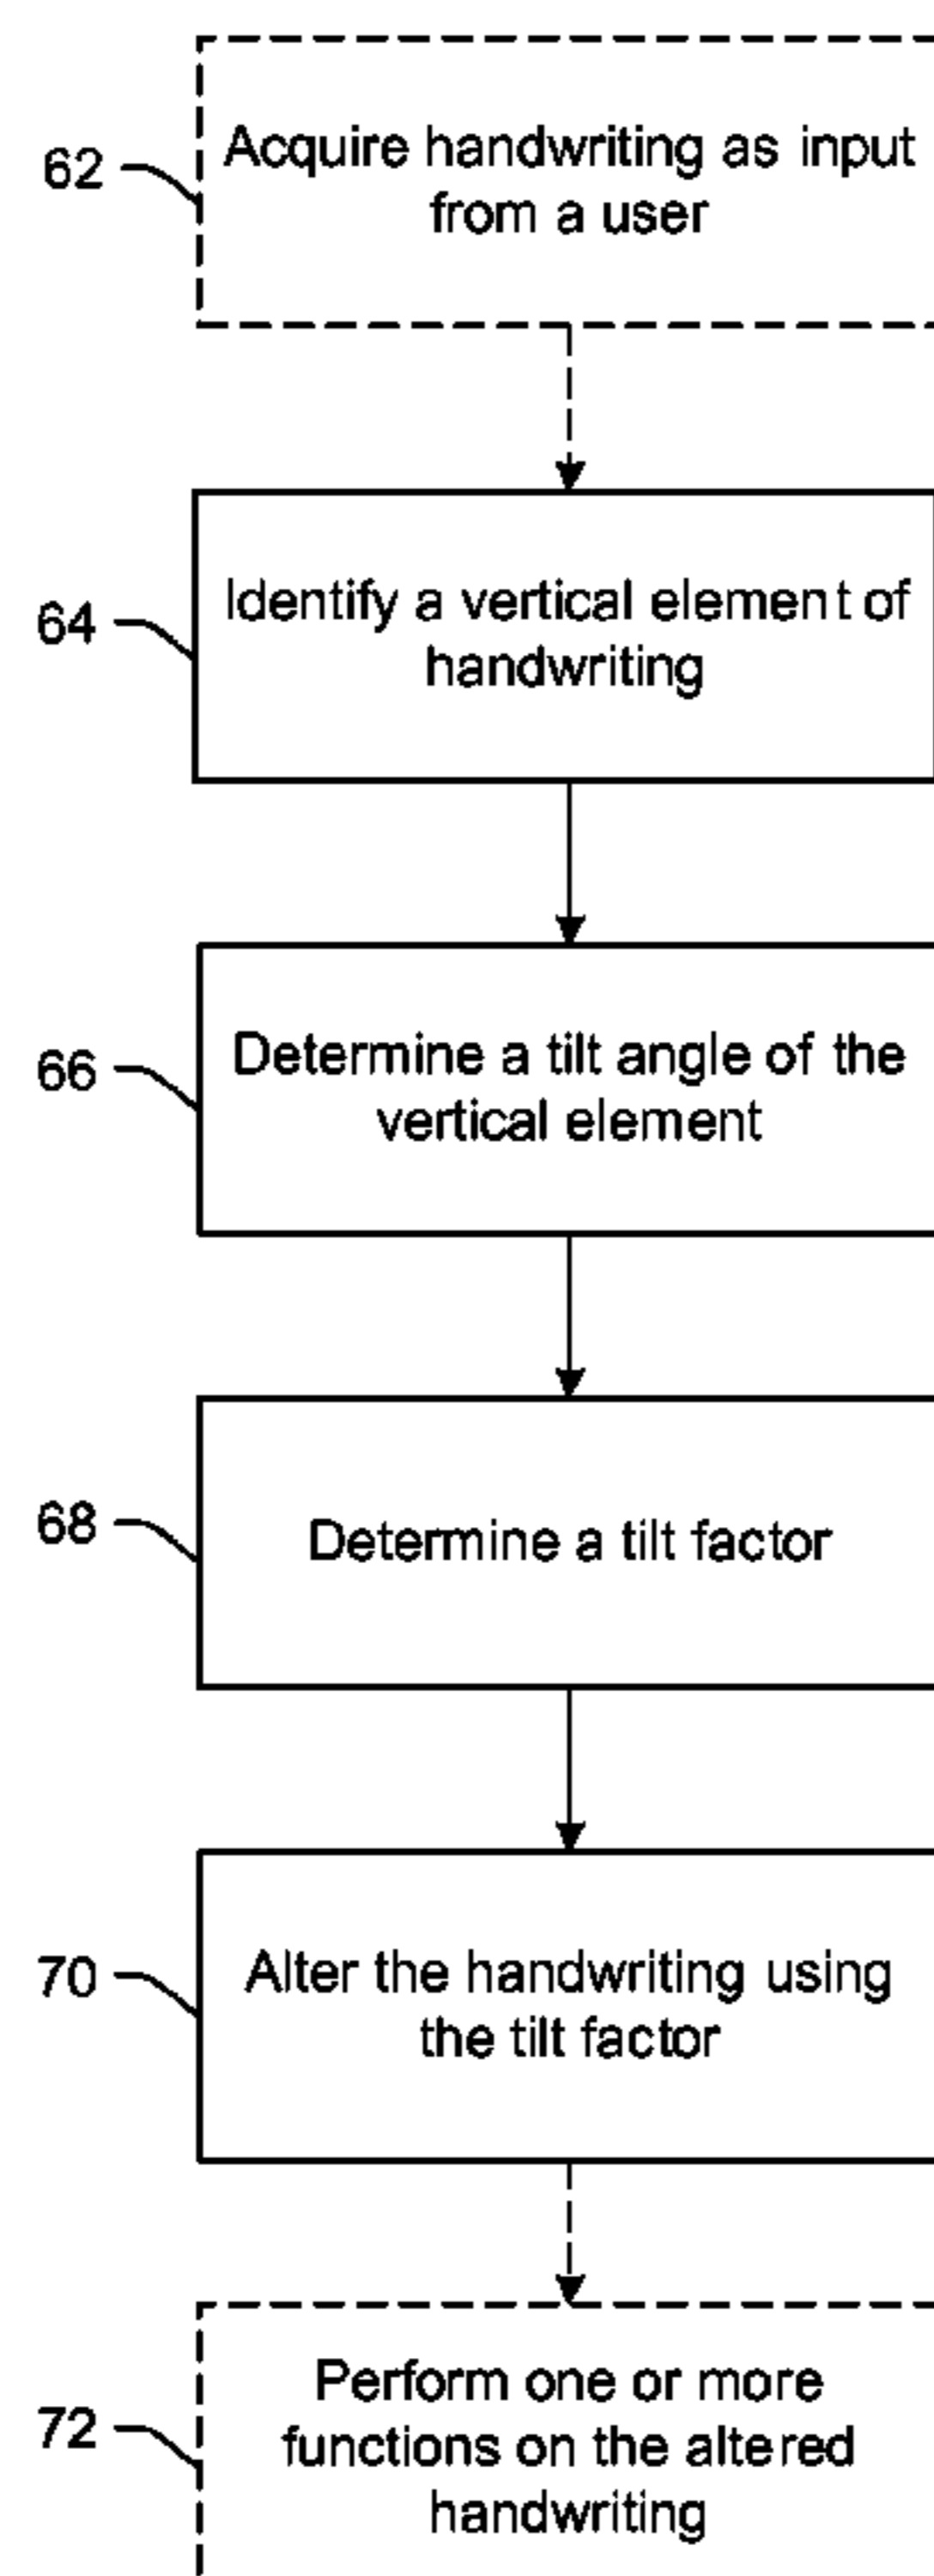 62
Acquire handwriting as input
from a user
64
Identify a vertical element of
handwriting
66
Determine a tilt angle of the
vertical element
68
Determine a tilt factor
70
Alter the handwriting using
the tilt factor
72
Perform one or more
functions on the altered
handwriting